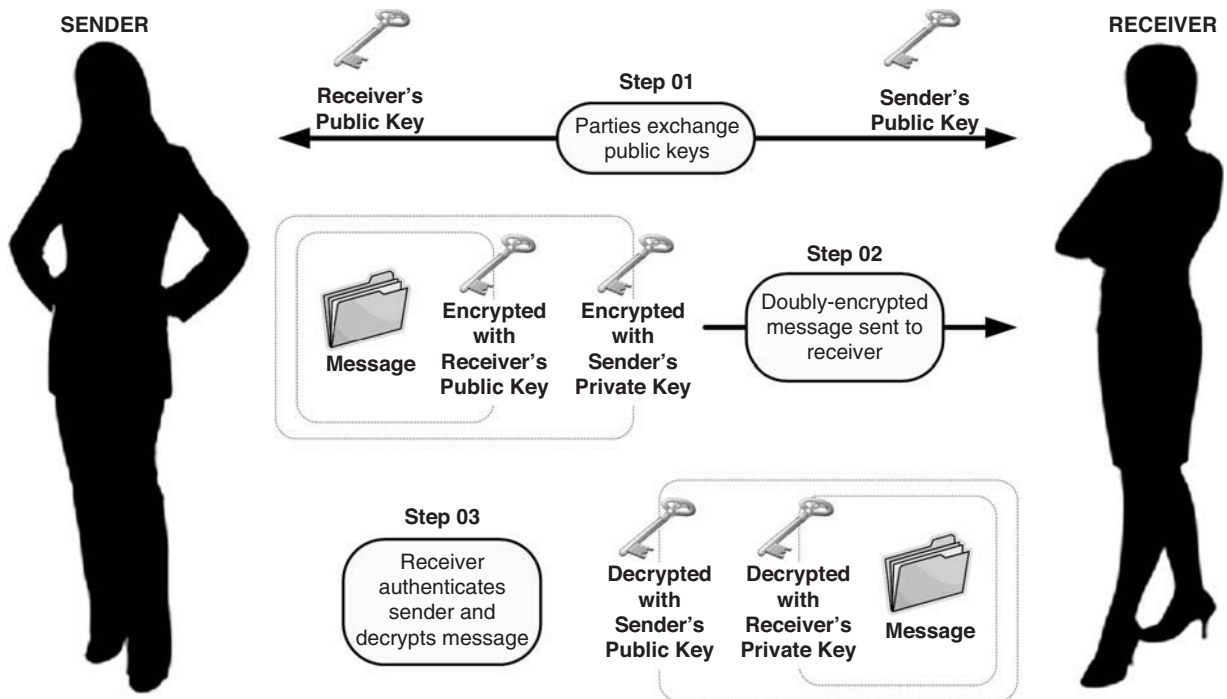 SENDER
RECEIVER
Receiver's
Public Key
Step 01
Parties exchange
public keys
Sender's
Public Key
Message
Encrypted
with
Receiver's
Public Key
Encrypted
with
Sender's
Private Key
Step 02
Doubly-encrypted
message sent to
receiver
Step 03
Receiver
authenticates
sender and
decrypts message
Decrypted
with
Sender's
Public Key
Decrypted
with
Receiver's
Private Key
Message